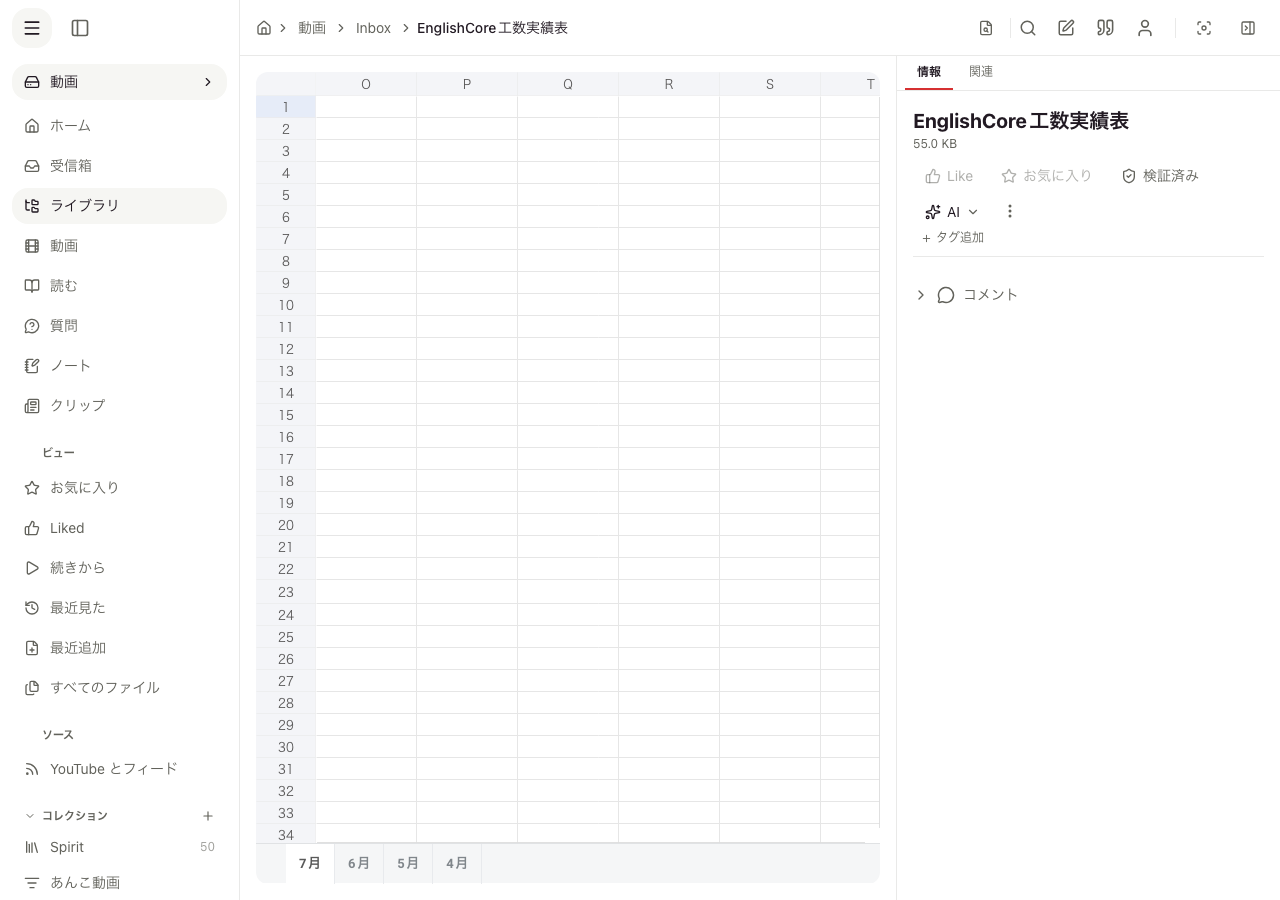 動画 > Inbox > EnglishCore工数実績表
動画
ホーム
受信箱
ライブラリ
動画
読む
質問
ノート
クリップ
ビュー
お気に入り
Liked
続きから
最近見た
最近追加
すべてのファイル
ソース
YouTube とフィード
コレクション
Spirit 50
あんこ動画
O P Q R S T
1
2
3
4
5
6
7
8
9
10
11
12
13
14
15
16
17
18
19
20
21
22
23
24
25
26
27
28
29
30
31
32
33
34
7月 6月 5月 4月
情報 関連
EnglishCore工数実績表
55.0 KB
Like お気に入り 検証済み
AI
+ タグ追加
コメント